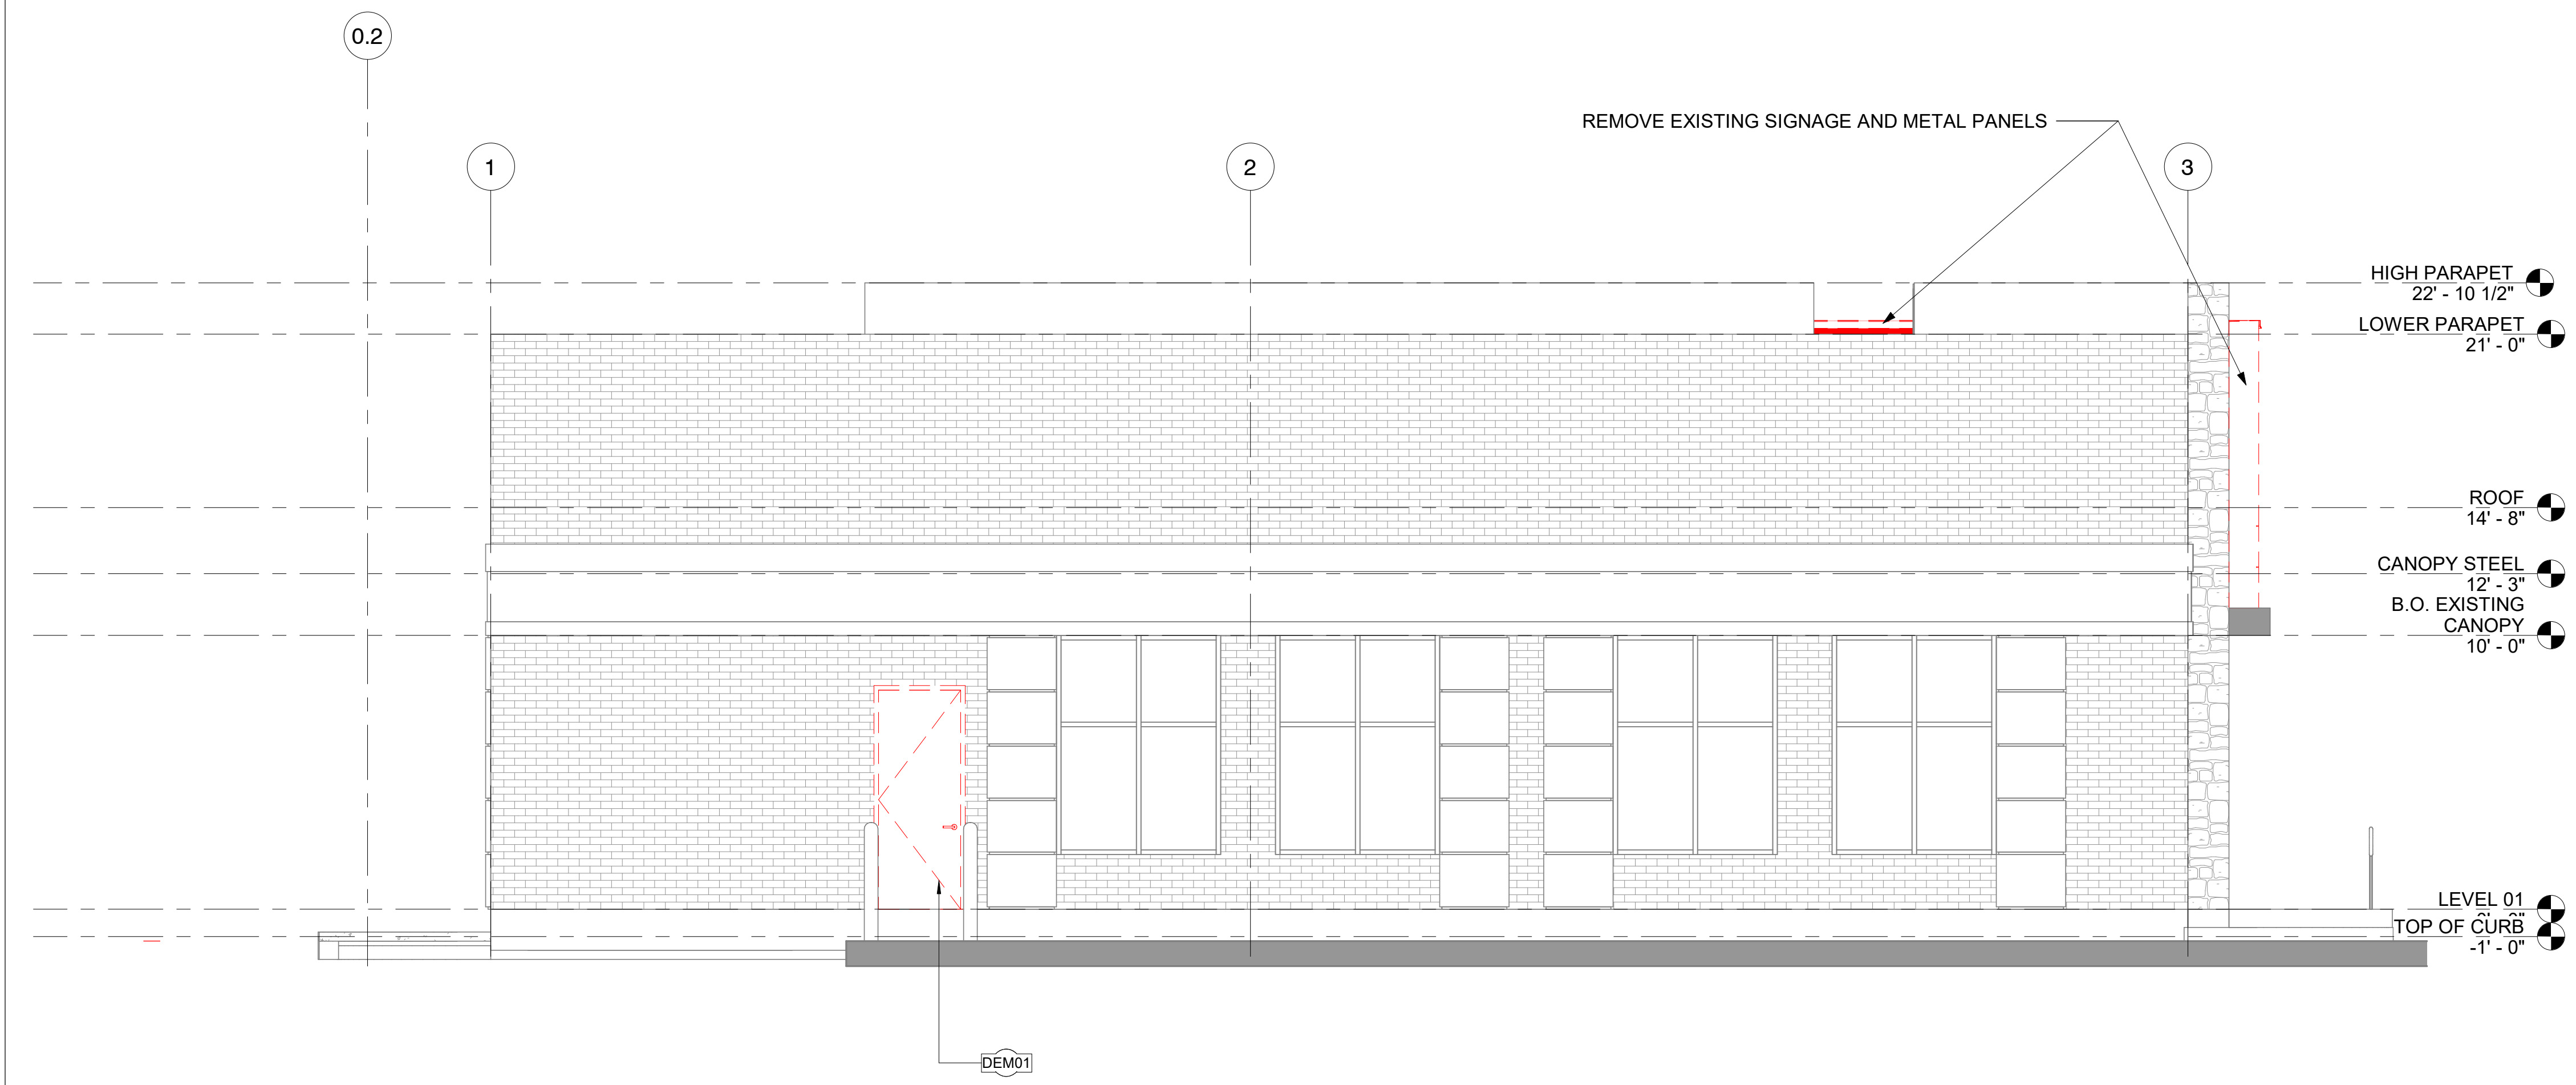 0.2
REMOVE EXISTING SIGNAGE AND METAL PANELS
1
2
3
HIGH PARAPET
22' - 10 1/2"
LOWER PARAPET
21' - 0"
ROOF
14' - 8"
CANOPY STEEL
12' - 3"
B.O. EXISTING
CANOPY
10' - 0"
LEVEL 01
TOP OF CURB
-1' - 0"
DEM01